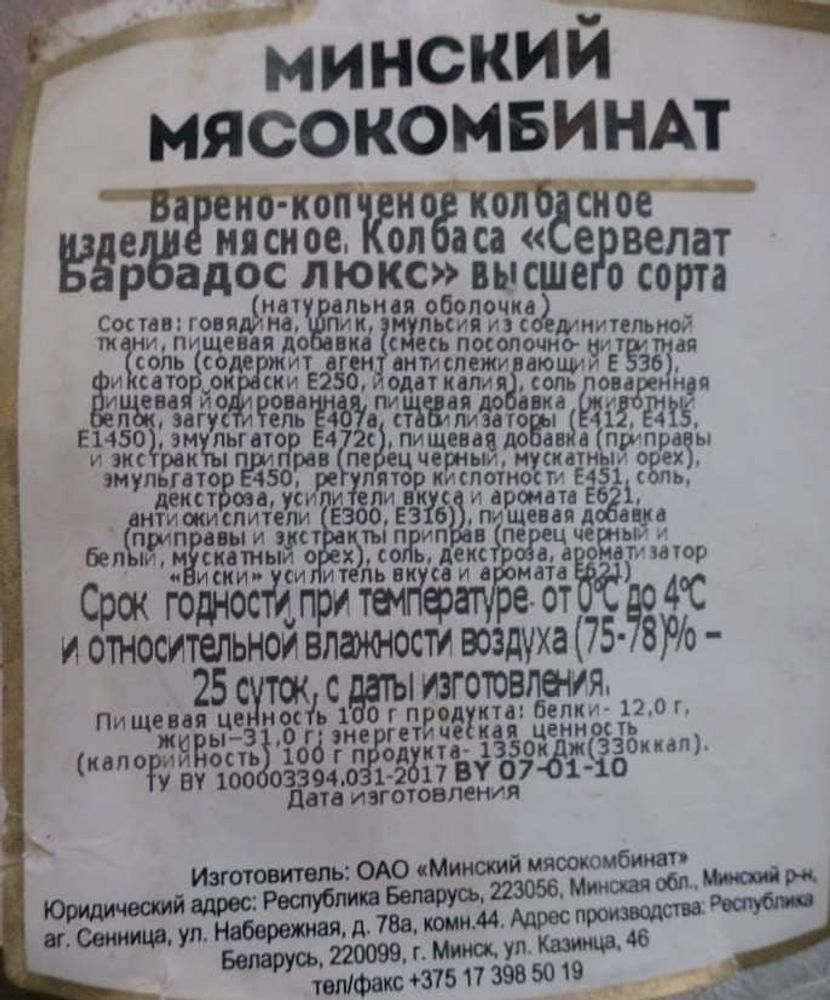 МИНСКИЙ
МЯСОКОМБИНАТ
Варено-копченое колбасное
изделие мясное. Колбаса «Сервелат
Барбадос люкс» высшего сорта
(натуральная оболочка)
Состав: говядина, шпик, эмульсия из соединительной
ткани, пищевая добавка (смесь посолочно- нитритная
(соль (содержит агент антислеживающий Е 536),
фиксатор окраски Е250, йодат калия), соль поваренная
пищевая йодированная, пищевая добавка (животный
белок, загуститель Е407а, стабилизаторы (Е412, Е415,
Е1450), эмульгатор Е472с), пищевая добавка (приправы
и экстракты приправ (перец черный, мускатный орех),
эмульгатор Е450, регулятор кислотности Е451, соль,
декстроза, усилители вкуса и аромата Е621,
антиокислители (Е300, Е316)), пищевая добавка
(приправы и экстракты приправ (перец черный и
белый, мускатный орех), соль, декстроза, ароматизатор
«Виски» усилитель вкуса и аромата Е621)
Срок годности при температуре- от 0°С до 4°С
и относительной влажности воздуха (75-78)% –
25 суток, с даты изготовления.
Пищевая ценность 100 г продукта: белки- 12,0 г,
жиры–31,0 г; энергетическая ценность
(калорийность) 100 г продукта- 1350кДж(330ккал).
ТУ BY 100003394.031-2017 BY 07-01-10
Дата изготовления
Изготовитель: ОАО «Минский мясокомбинат»
Юридический адрес: Республика Беларусь, 223056, Минская обл., Минский р-н,
аг. Сенница, ул. Набережная, д. 78а, комн.44. Адрес производства: Республика
Беларусь, 220099, г. Минск, ул. Казинца, 46
тел/факс +375 17 398 50 19